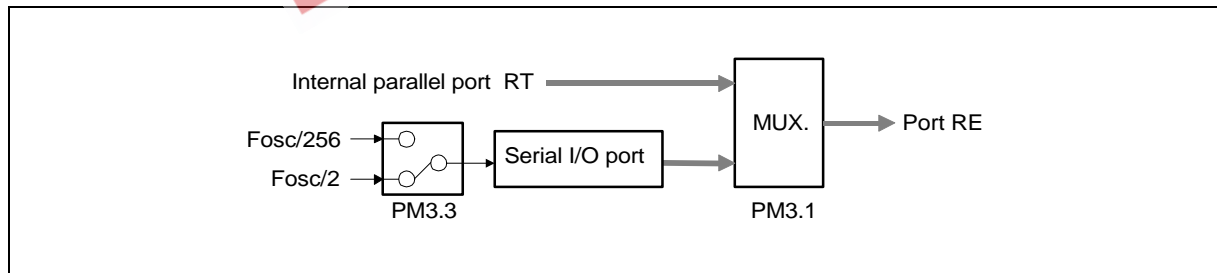 Internal parallel port RT
MUX.
Port RE
Fosc/256
Serial I/O port
Fosc/2
PM3.3
PM3.1